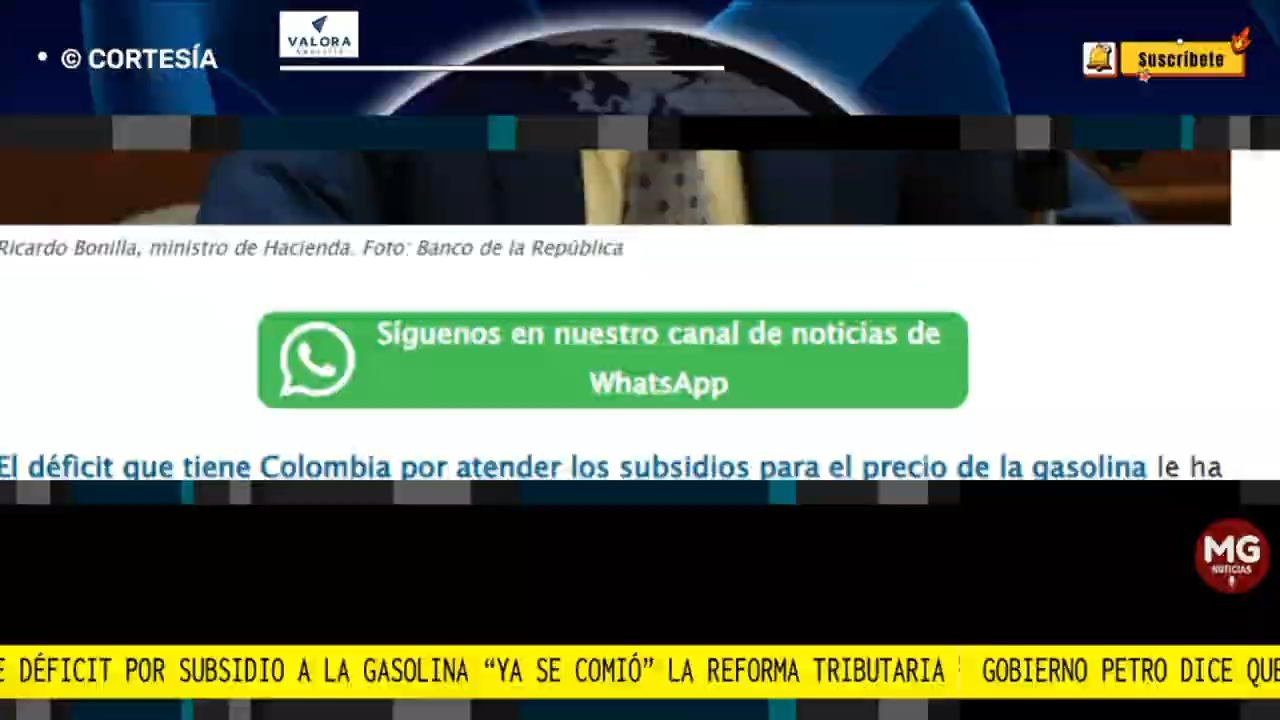 © CORTESÍA
VALORA
Suscríbete
Ricardo Bonilla, ministro de Hacienda. Foto: Banco de la República
Síguenos en nuestro canal de noticias de
WhatsApp
El déficit que tiene Colombia por atender los subsidios para el precio de la gasolina le ha
MG
NOTICIAS
E DÉFICIT POR SUBSIDIO A LA GASOLINA “YA SE COMIÓ” LA REFORMA TRIBUTARIA GOBIERNO PETRO DICE QUE